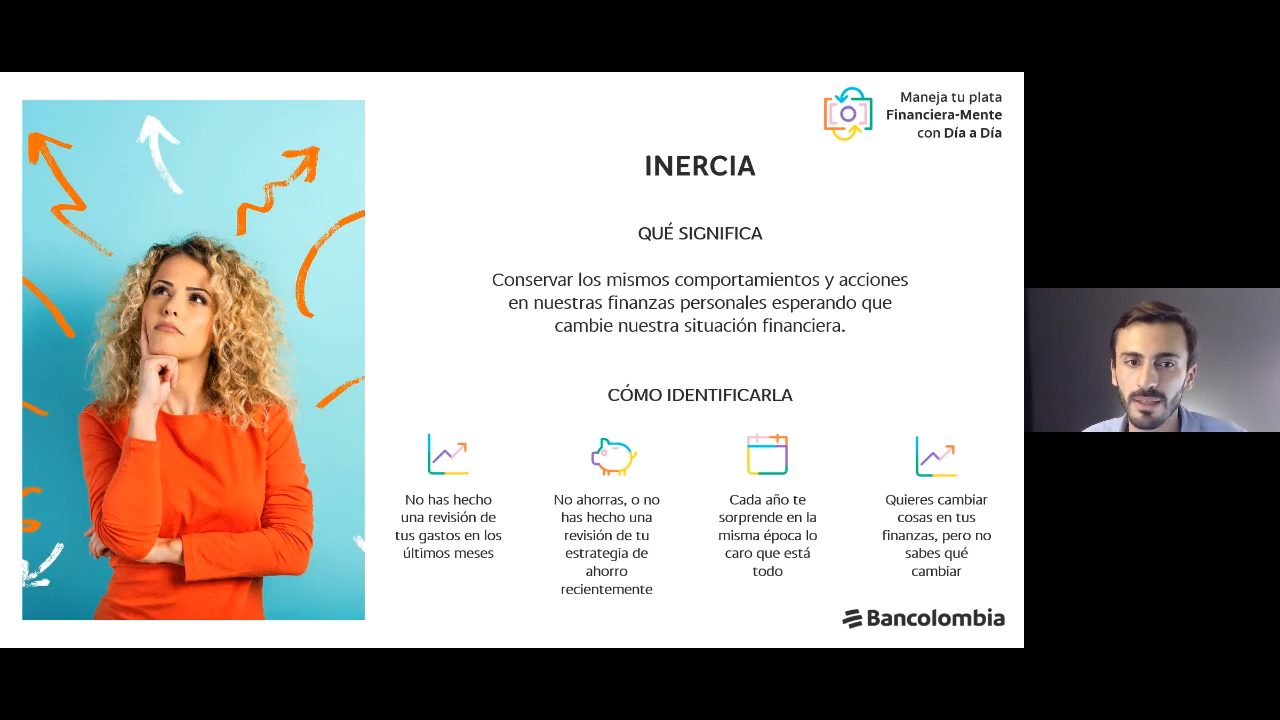 Maneja tu plata
Financiera-Mente
con Día a Día
INERCIA
QUÉ SIGNIFICA
Conservar los mismos comportamientos y acciones
en nuestras finanzas personales esperando que
cambie nuestra situación financiera.
CÓMO IDENTIFICARLA
No has hecho
una revisión de
tus gastos en los
últimos meses
No ahorras, o no
has hecho una
revisión de tu
estrategia de
ahorro
recientemente
Cada año te
sorprende en la
misma época lo
caro que está
todo
Quieres cambiar
cosas en tus
finanzas, pero no
sabes qué
cambiar
Bancolombia